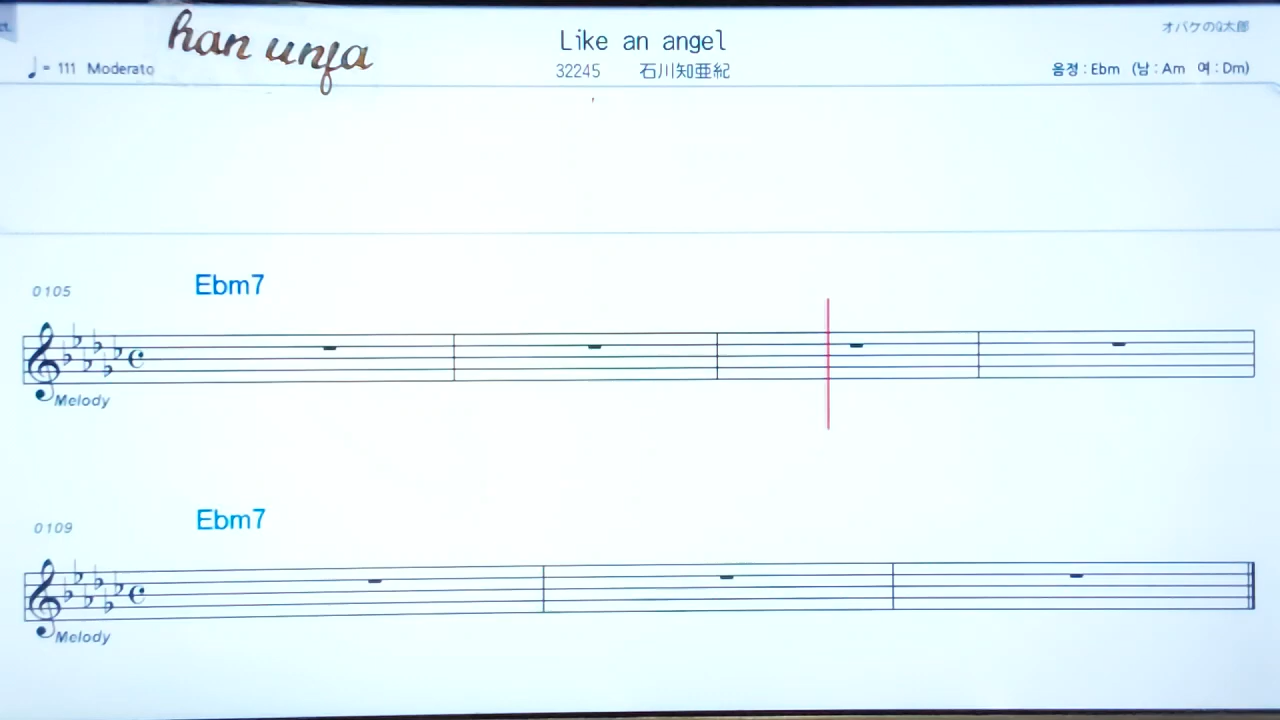 ct.
han unja
♩= 111 Moderato
Like an angel
32245 石川知亜紀
オバケのQ太郎
음정 : Ebm (남 : Am 여 : Dm)
0105
Ebm7
Melody
0109
Ebm7
Melody